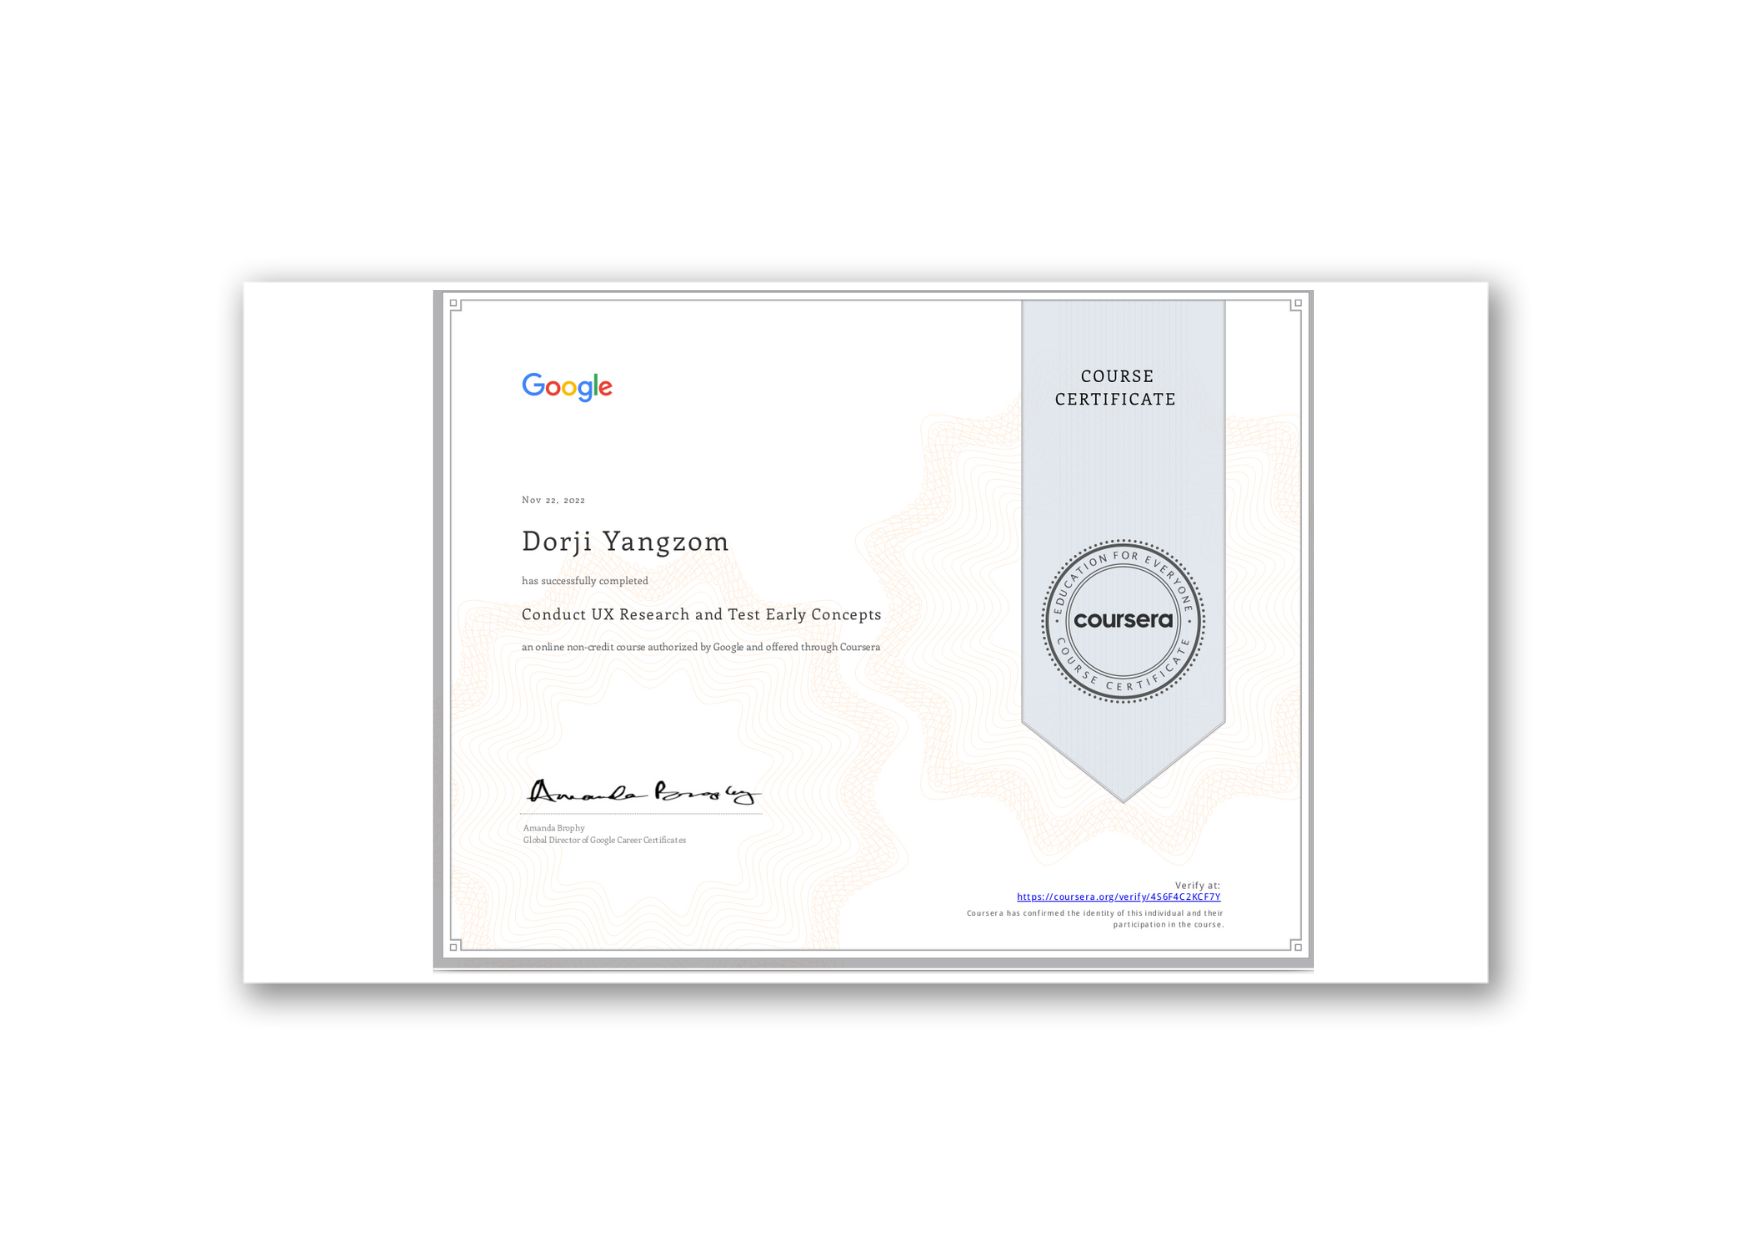 Google
COURSE
CERTIFICATE
Nov 22, 2022
Dorji Yangzom
has successfully completed
Conduct UX Research and Test Early Concepts
an online non-credit course authorized by Google and offered through Coursera
EDUCATION FOR EVERYONE
coursera
COURSE CERTIFICATE
Amanda Brophy
Amanda Brophy
Global Director of Google Career Certificates
Verify at:
https://coursera.org/verify/4S6F4C2KCF7Y
Coursera has confirmed the identity of this individual and their
participation in the course.